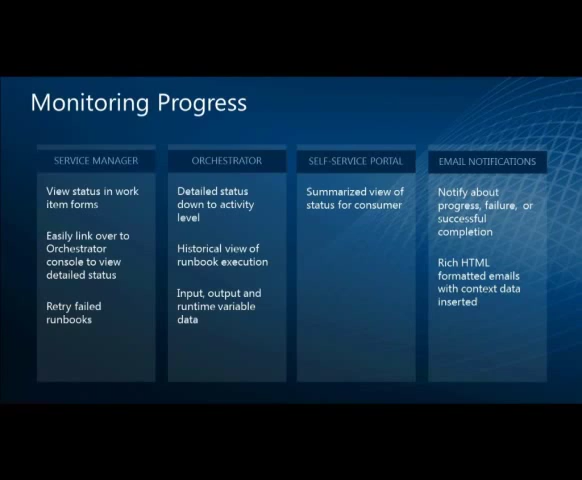 Monitoring Progress
SERVICE MANAGER
View status in work
item forms
Easily link over to
Orchestrator
console to view
detailed status
Retry failed
runbooks
ORCHESTRATOR
Detailed status
down to activity
level
Historical view of
runbook execution
Input, output and
runtime variable
data
SELF-SERVICE PORTAL
Summarized view of
status for consumer
EMAIL NOTIFICATIONS
Notify about
progress, failure, or
successful
completion
Rich HTML
formatted emails
with context data
inserted